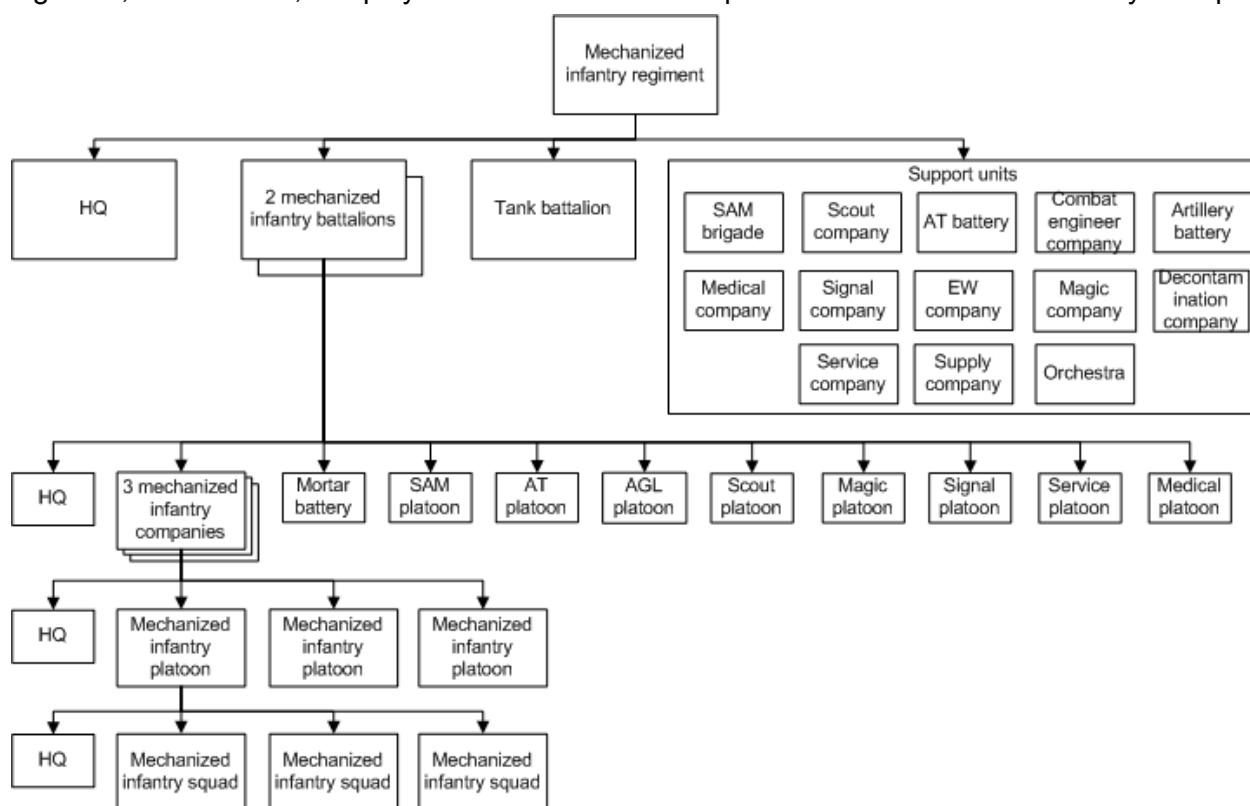 Mechanized
infantry regiment
HQ
2 mechanized
infantry battalions
Tank battalion
Support units
SAM
brigade
Scout
company
AT battery
Combat
engineer
company
Artillery
battery
Medical
company
Signal
company
EW
company
Magic
company
Decontam
ination
company
Service
company
Supply
company
Orchestra
HQ
3 mechanized
infantry
companies
Mortar
battery
SAM
platoon
AT
platoon
AGL
platoon
Scout
platoon
Magic
platoon
Signal
platoon
Service
platoon
Medical
platoon
HQ
Mechanized
infantry
platoon
Mechanized
infantry
platoon
Mechanized
infantry
platoon
HQ
Mechanized
infantry squad
Mechanized
infantry squad
Mechanized
infantry squad